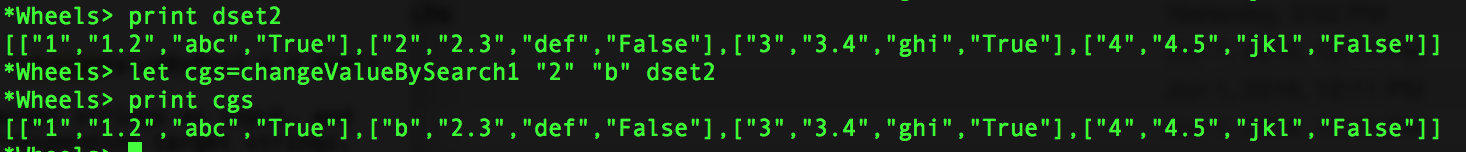 *Wheels> print dset2
[["1","1.2","abc","True"],["2","2.3","def","False"],["3","3.4","ghi","True"],["4","4.5","jkl","False"]]
*Wheels> let cgs=changeValueBySearch1 "2" "b" dset2
*Wheels> print cgs
[["1","1.2","abc","True"],["b","2.3","def","False"],["3","3.4","ghi","True"],["4","4.5","jkl","False"]]
*Wheels>